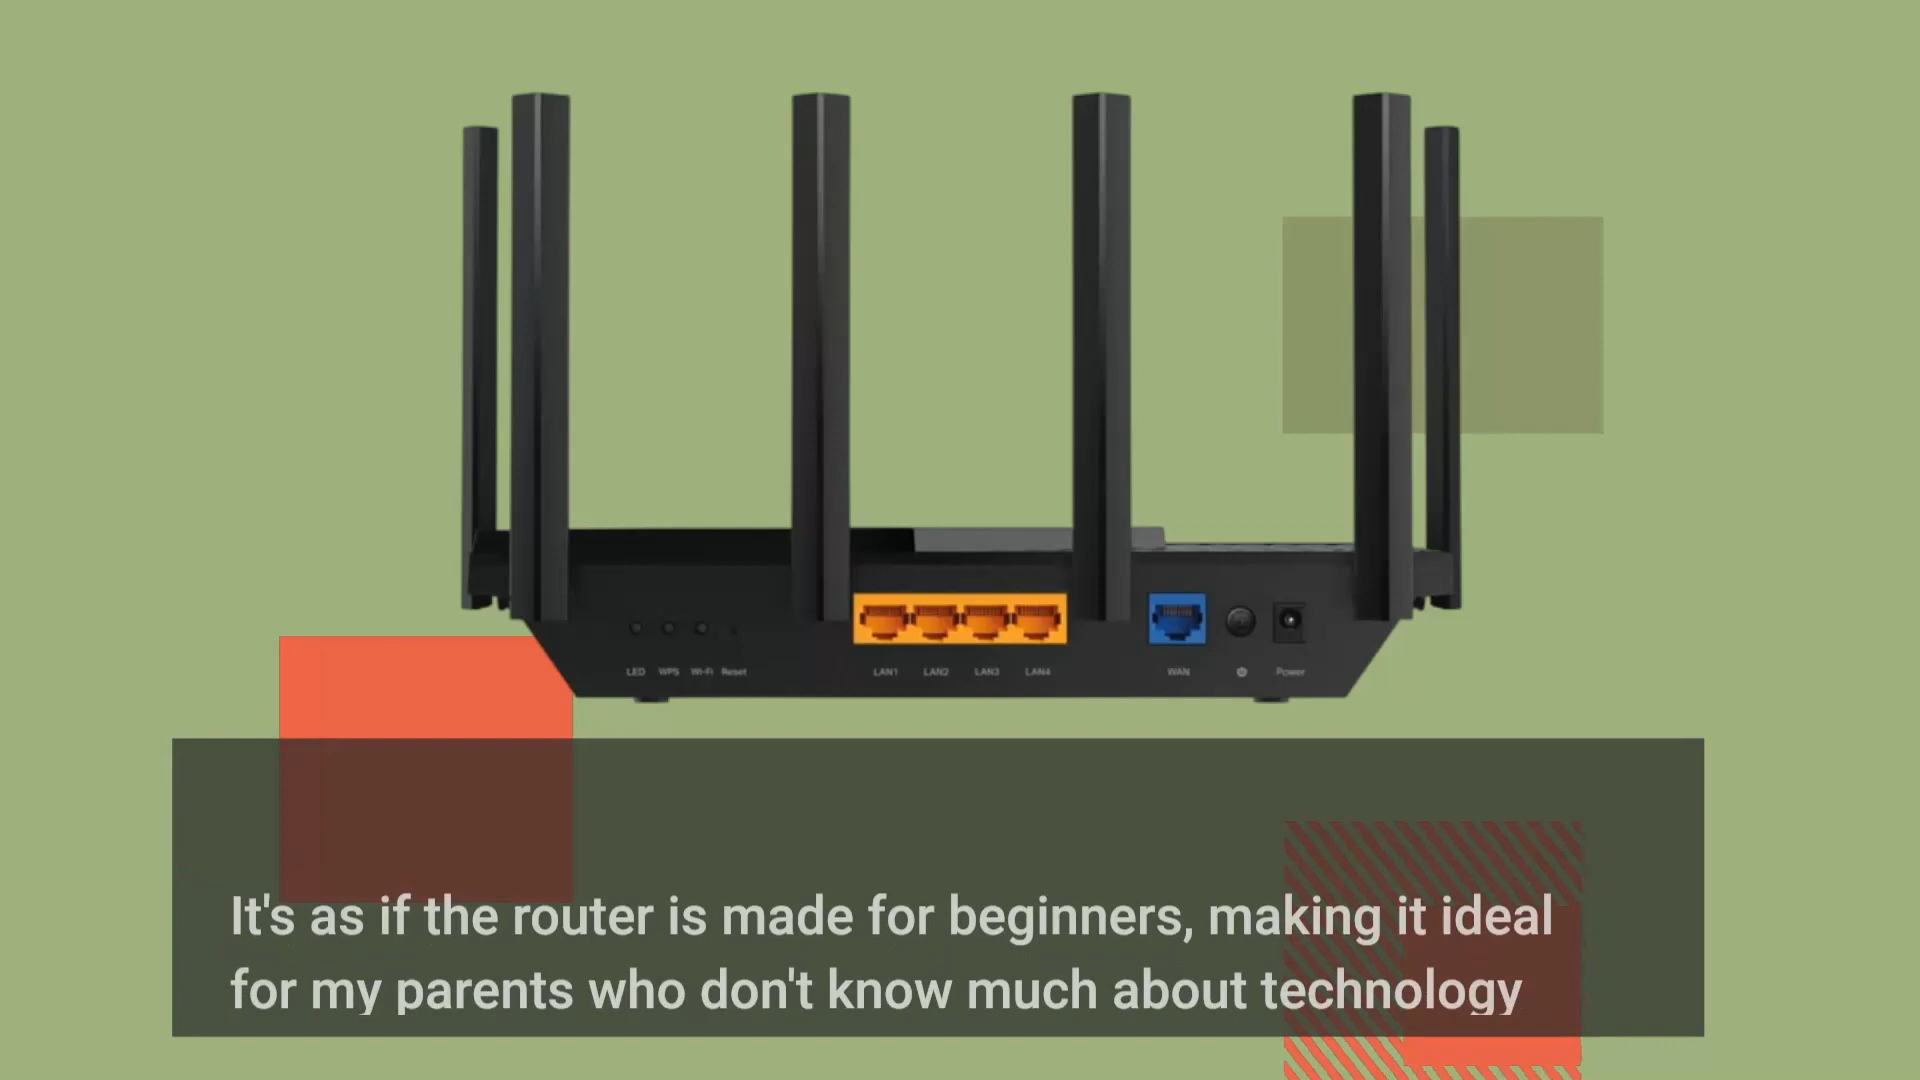 LED WPS Wi-Fi Reset LAN1 LAN2 LAN3 LAN4 WAN Power
It's as if the router is made for beginners, making it ideal
for my parents who don't know much about technology